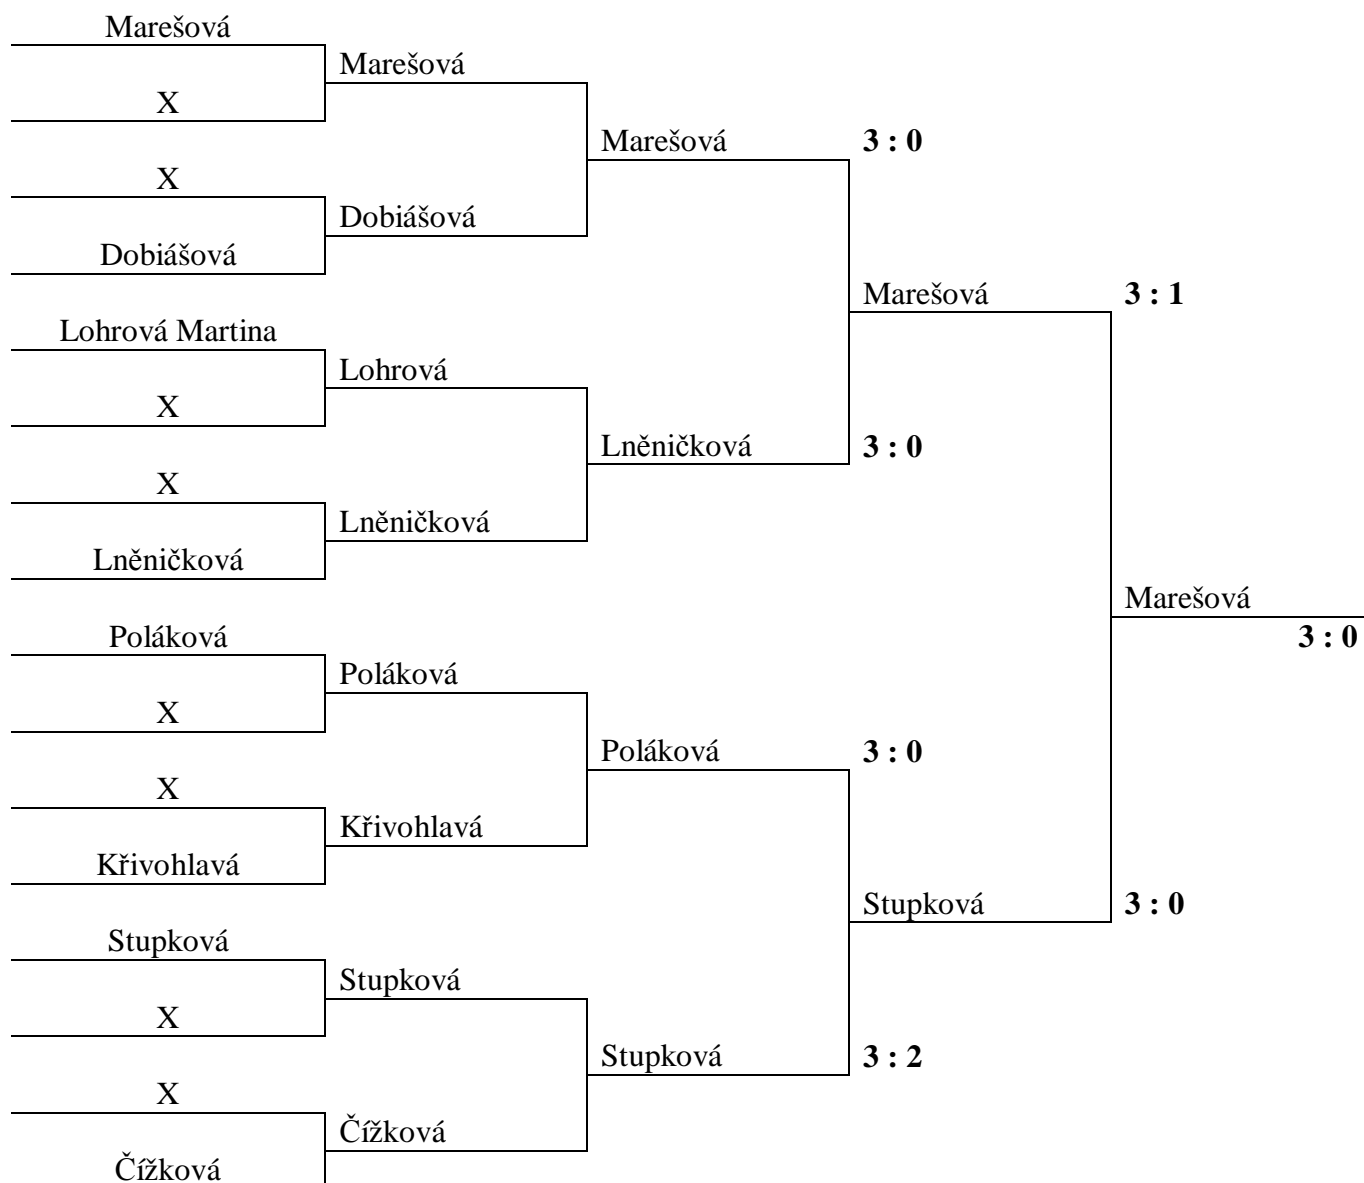 Marešová
Marešová
X
Marešová 3 : 0
X
Dobiášová
Dobiášová
Marešová 3 : 1
Lohrová Martina
Lohrová
X
Lněničková 3 : 0
X
Lněničková
Lněničková
Marešová
3 : 0
Poláková
Poláková
X
Poláková 3 : 0
X
Křivohlavá
Křivohlavá
Stupková 3 : 0
Stupková
Stupková
X
Stupková 3 : 2
X
Čížková
Čížková